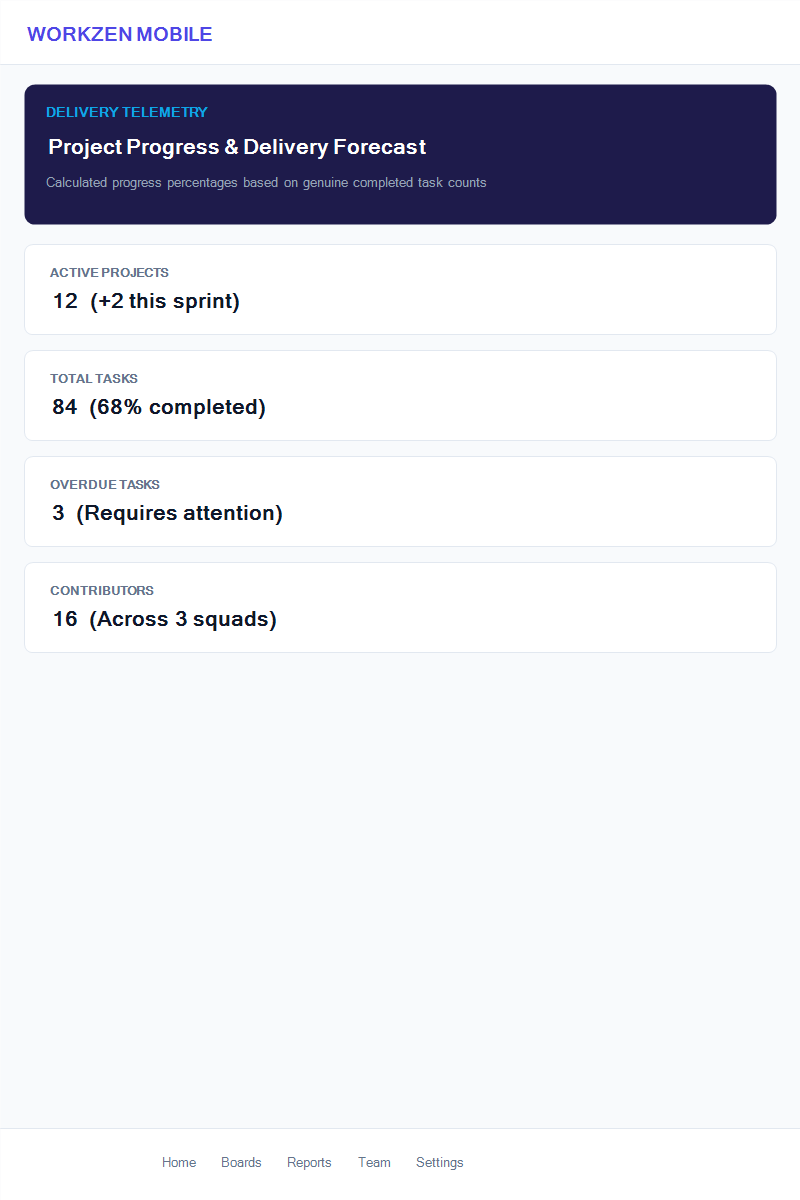 WORKZEN MOBILE
DELIVERY TELEMETRY
Project Progress & Delivery Forecast
Calculated progress percentages based on genuine completed task counts
ACTIVE PROJECTS
12 (+2 this sprint)
TOTAL TASKS
84 (68% completed)
OVERDUE TASKS
3 (Requires attention)
CONTRIBUTORS
16 (Across 3 squads)
Home Boards Reports Team Settings